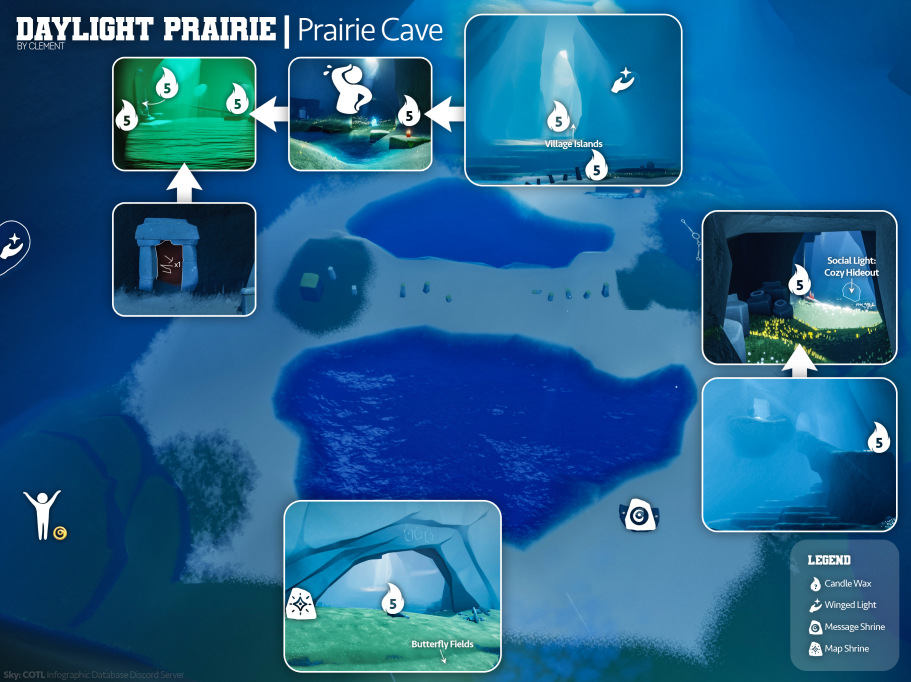 DAYLIGHT PRAIRIE | Prairie Cave
BY CLEMENT
5
5
5
5
5
Village Islands
5
x1
5
Social Light:
Cozy Hideout
5
5
Butterfly Fields
LEGEND
?
Candle Wax
Winged Light
Message Shrine
Map Shrine
Sky: COTL Infographic Database Discord Server